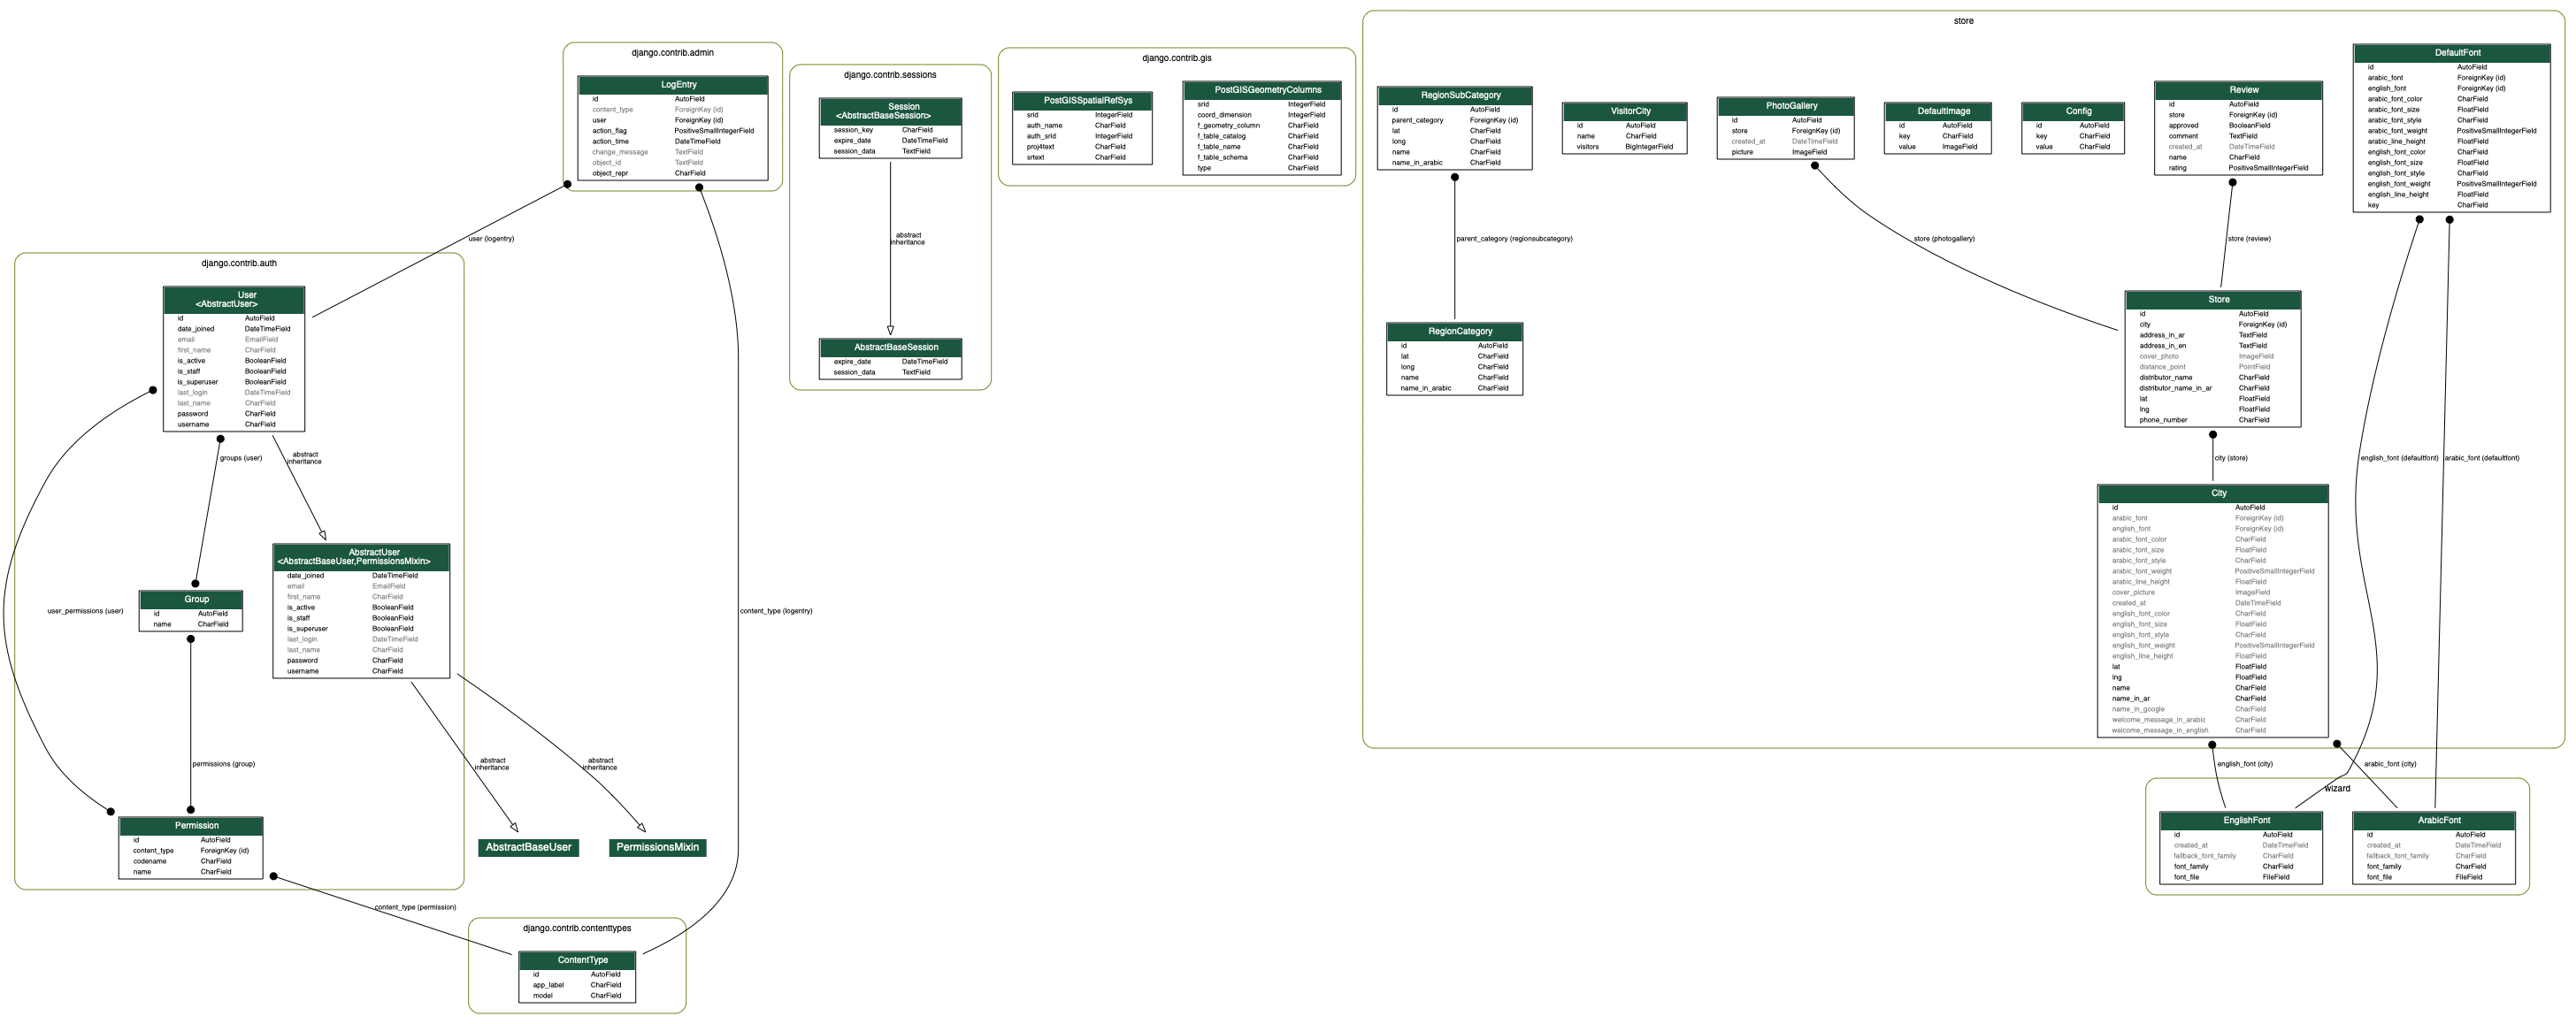 django.contrib.admin
LogEntry
id AutoField
content_type ForeignKey (id)
user ForeignKey (id)
action_flag PositiveSmallIntegerField
action_time DateTimeField
change_message TextField
object_id TextField
object_repr CharField
user (logentry)
content_type (logentry)
django.contrib.auth
User
<AbstractUser>
id AutoField
date_joined DateTimeField
email EmailField
first_name CharField
is_active BooleanField
is_staff BooleanField
is_superuser BooleanField
last_login DateTimeField
last_name CharField
password CharField
username CharField
groups (user)
abstract
inheritance
user_permissions (user)
Group
id AutoField
name CharField
AbstractUser
<AbstractBaseUser,PermissionsMixin>
date_joined DateTimeField
email EmailField
first_name CharField
is_active BooleanField
is_staff BooleanField
is_superuser BooleanField
last_login DateTimeField
last_name CharField
password CharField
username CharField
permissions (group)
abstract
inheritance
abstract
inheritance
Permission
id AutoField
content_type ForeignKey (id)
codename CharField
name CharField
AbstractBaseUser
PermissionsMixin
content_type (permission)
django.contrib.contenttypes
ContentType
id AutoField
app_label CharField
model CharField
django.contrib.sessions
Session
<AbstractBaseSession>
session_key CharField
expire_date DateTimeField
session_data TextField
abstract
inheritance
AbstractBaseSession
expire_date DateTimeField
session_data TextField
django.contrib.gis
PostGISSpatialRefSys
srid IntegerField
auth_name CharField
auth_srid IntegerField
proj4text CharField
srtext CharField
PostGISGeometryColumns
srid IntegerField
coord_dimension IntegerField
f_geometry_column CharField
f_table_catalog CharField
f_table_name CharField
f_table_schema CharField
type CharField
store
RegionSubCategory
id AutoField
parent_category ForeignKey (id)
lat CharField
long CharField
name CharField
name_in_arabic CharField
parent_category (regionsubcategory)
RegionCategory
id AutoField
lat CharField
long CharField
name CharField
name_in_arabic CharField
VisitorCity
id AutoField
name CharField
visitors BigIntegerField
PhotoGallery
id AutoField
store ForeignKey (id)
created_at DateTimeField
picture ImageField
store (photogallery)
DefaultImage
id AutoField
key CharField
value ImageField
Config
id AutoField
key CharField
value CharField
Review
id AutoField
store ForeignKey (id)
approved BooleanField
comment TextField
created_at DateTimeField
name CharField
rating PositiveSmallIntegerField
store (review)
DefaultFont
id AutoField
arabic_font ForeignKey (id)
english_font ForeignKey (id)
arabic_font_color CharField
arabic_font_size FloatField
arabic_font_style CharField
arabic_font_weight PositiveSmallIntegerField
arabic_line_height FloatField
english_font_color CharField
english_font_size FloatField
english_font_style CharField
english_font_weight PositiveSmallIntegerField
english_line_height FloatField
key CharField
english_font (defaultfont)
arabic_font (defaultfont)
Store
id AutoField
city ForeignKey (id)
address_in_ar TextField
address_in_en TextField
cover_photo ImageField
distance_point PointField
distributor_name CharField
distributor_name_in_ar CharField
lat FloatField
lng FloatField
phone_number CharField
city (store)
City
id AutoField
arabic_font ForeignKey (id)
english_font ForeignKey (id)
arabic_font_color CharField
arabic_font_size FloatField
arabic_font_style CharField
arabic_font_weight PositiveSmallIntegerField
arabic_line_height FloatField
cover_picture ImageField
created_at DateTimeField
english_font_color CharField
english_font_size FloatField
english_font_style CharField
english_font_weight PositiveSmallIntegerField
english_line_height FloatField
lat FloatField
lng FloatField
name CharField
name_in_ar CharField
name_in_google CharField
welcome_message_in_arabic CharField
welcome_message_in_english CharField
english_font (city)
arabic_font (city)
wizard
EnglishFont
id AutoField
created_at DateTimeField
fallback_font_family CharField
font_family CharField
font_file FileField
ArabicFont
id AutoField
created_at DateTimeField
fallback_font_family CharField
font_family CharField
font_file FileField